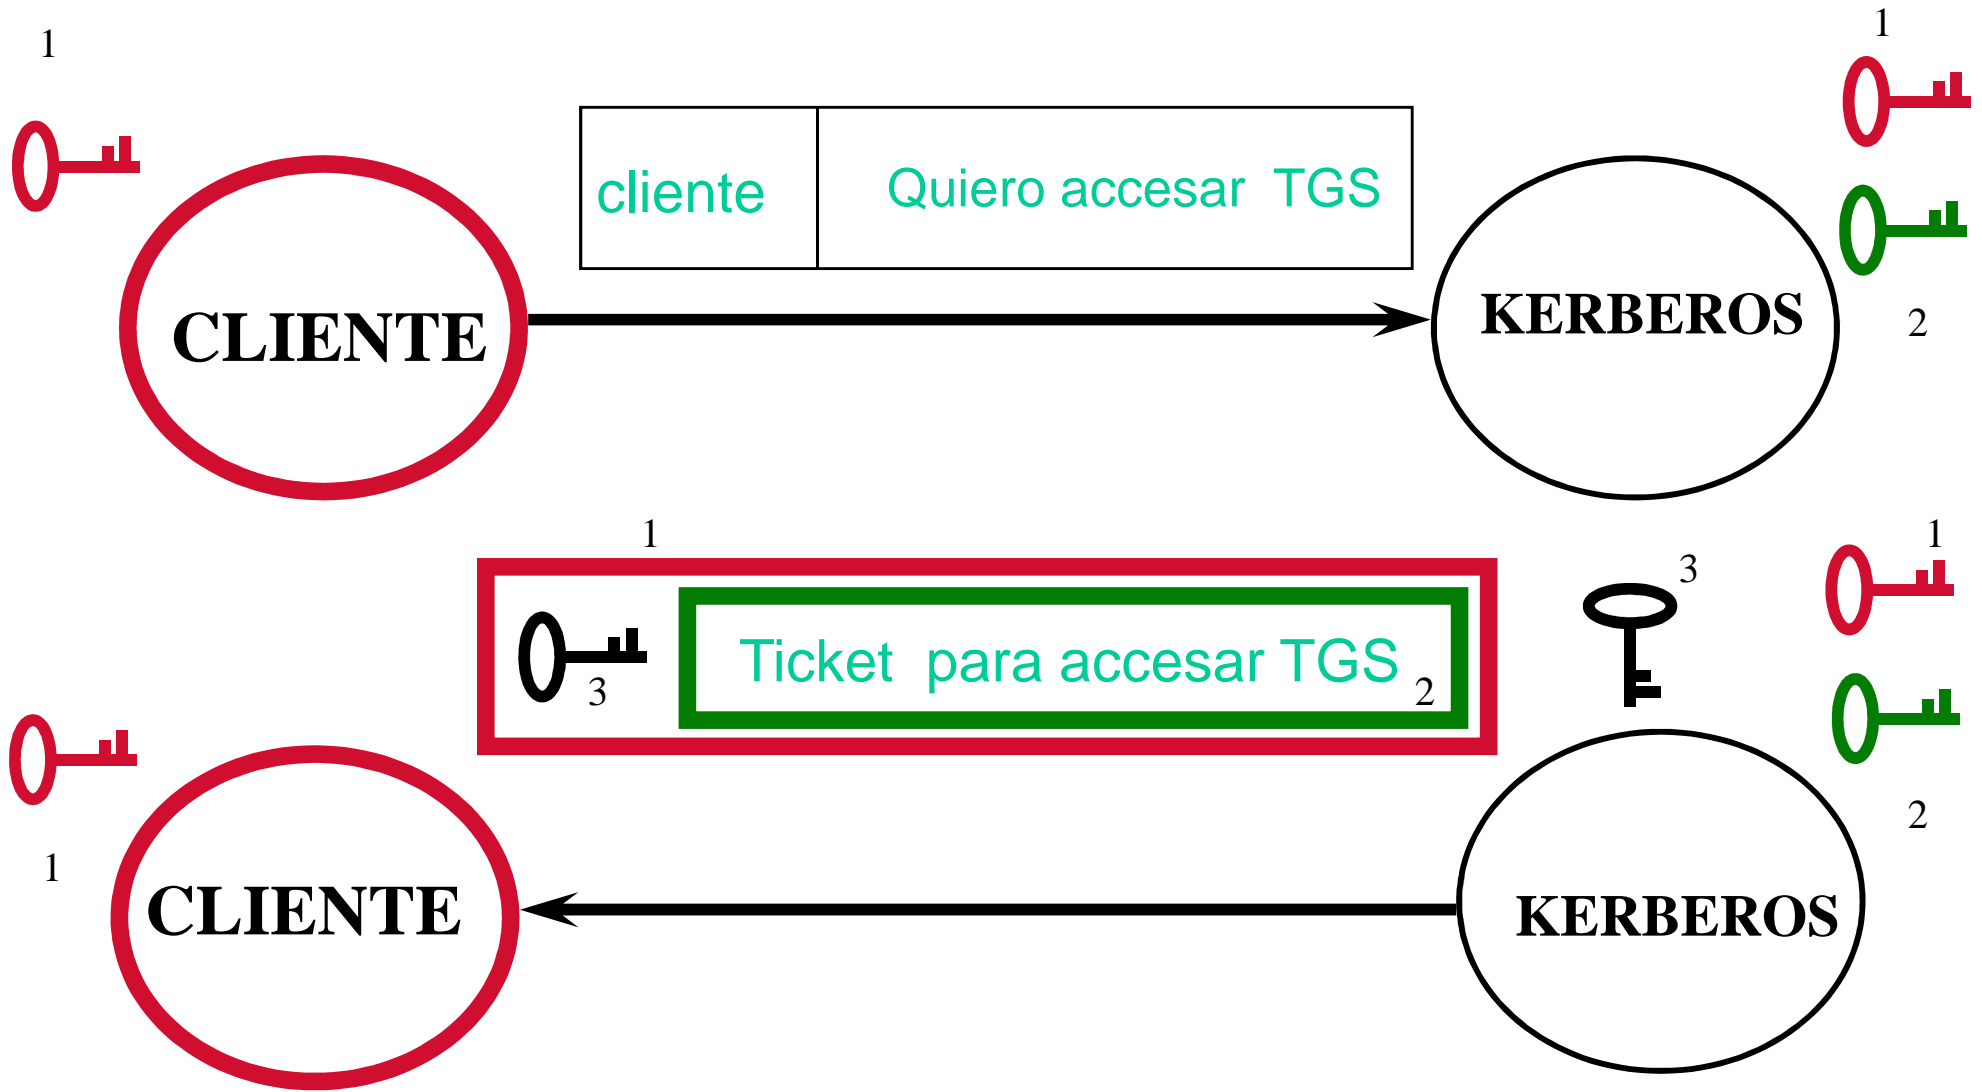 1
1
cliente
Quiero accesar TGS
CLIENTE
KERBEROS
2
1
1
3
3
Ticket para accesar TGS
2
2
1
CLIENTE
KERBEROS